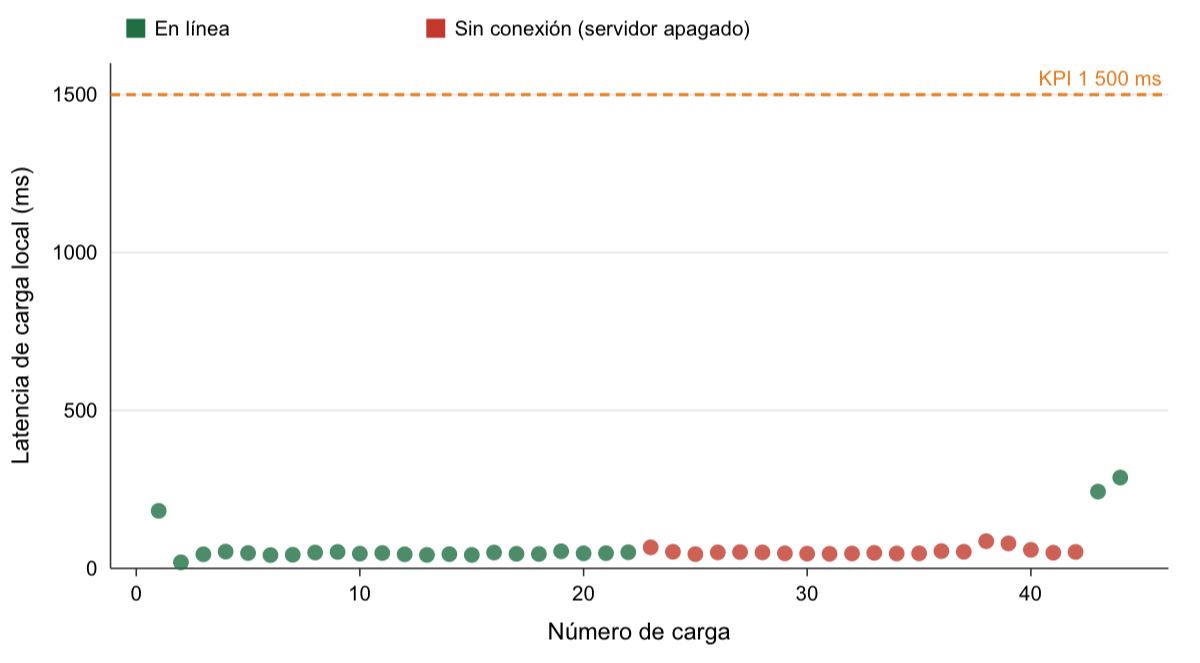 En línea
Sin conexión (servidor apagado)
KPI 1 500 ms
Latencia de carga local (ms)
1500
1000
500
0
0 10 20 30 40
Número de carga